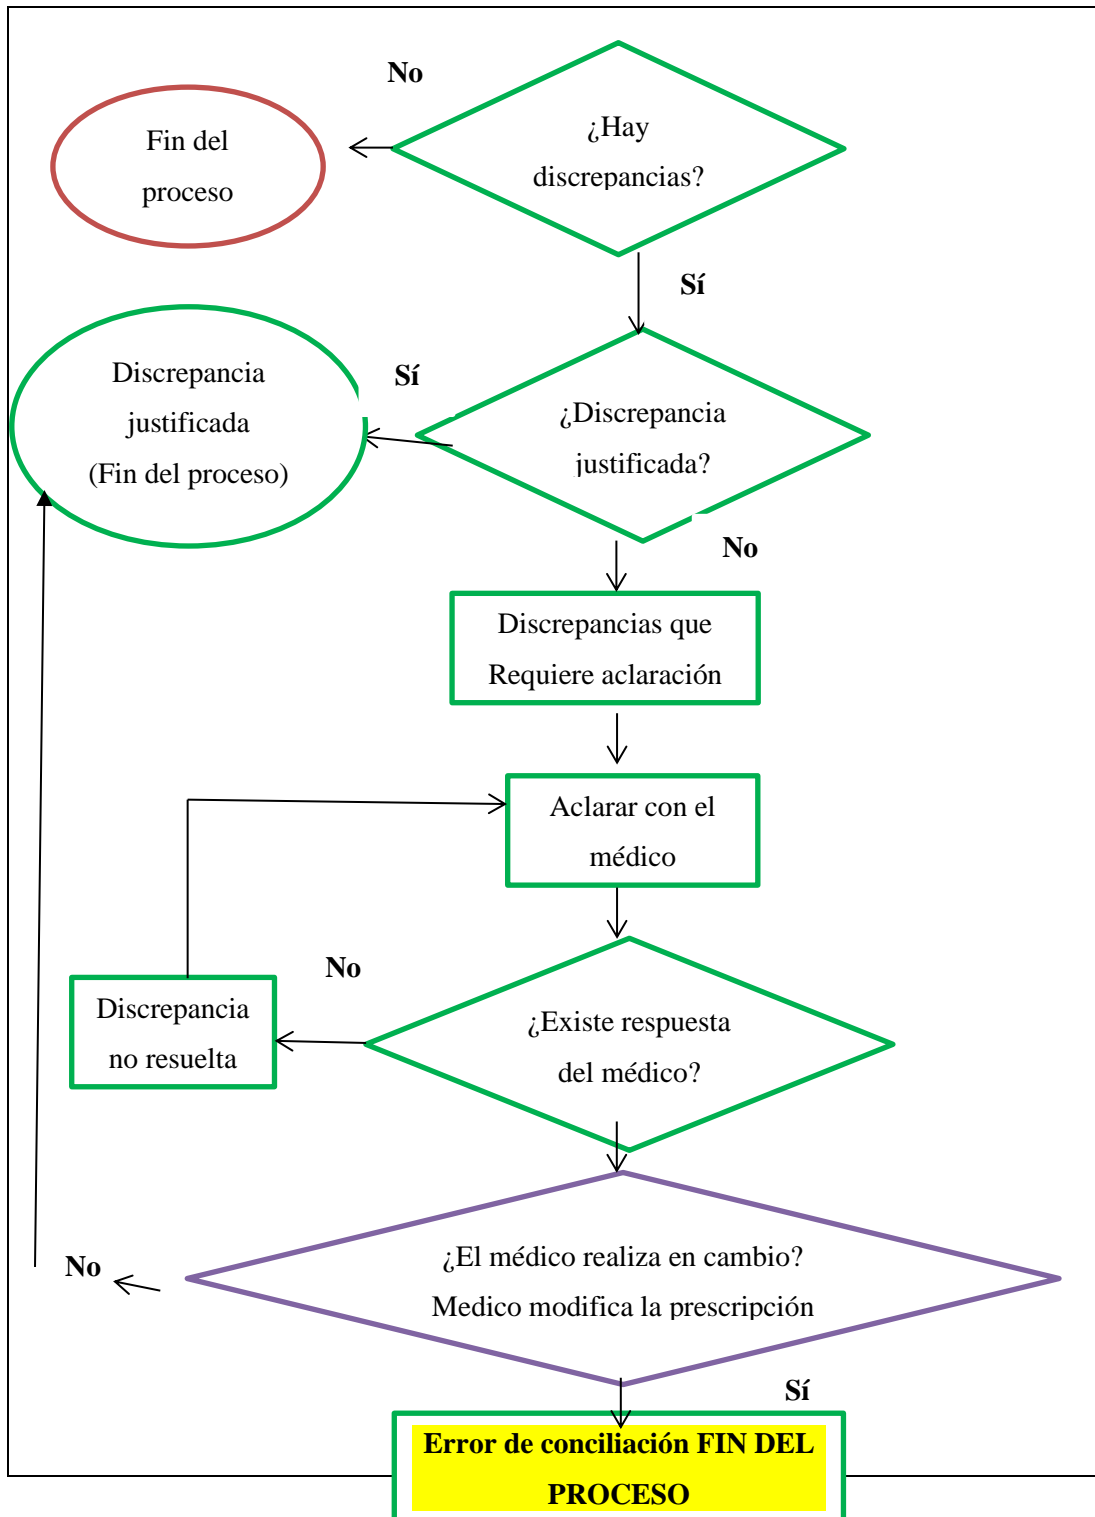 No
¿Hay
discrepancias?
Fin del
proceso
Sí
Discrepancia
justificada
(Fin del proceso)
Sí
¿Discrepancia
justificada?
No
Discrepancias que
Requiere aclaración
Aclarar con el
médico
No
Discrepancia
no resuelta
¿Existe respuesta
del médico?
¿El médico realiza en cambio?
Medico modifica la prescripción
No
Sí
Error de conciliación FIN DEL
PROCESO